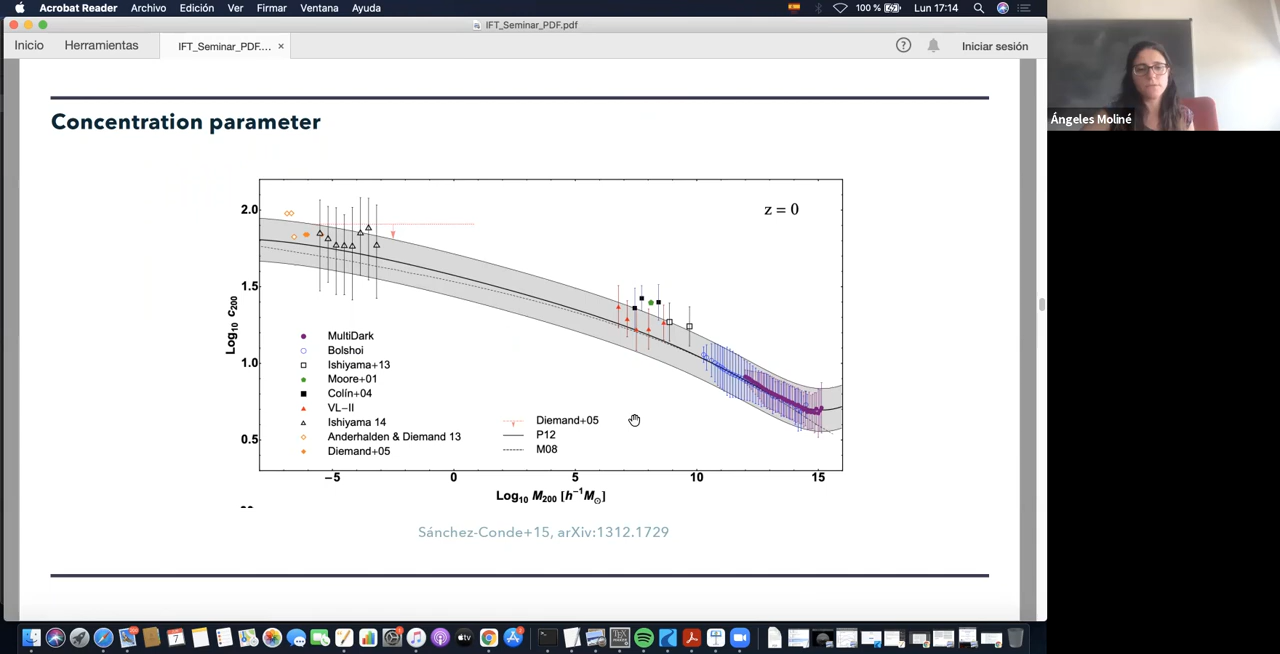 Acrobat Reader Archivo Edición Ver Firmar Ventana Ayuda 100 % Lun 17:14
IFT_Seminar_PDF.pdf
Inicio Herramientas IFT_Seminar_PDF.... × ? Iniciar sesión
Ángeles Moliné
Concentration parameter
z = 0
2.0
1.5
1.0
0.5
Log10 c200
MultiDark
Bolshoi
Ishiyama+13
Moore+01
Colín+04
VL-II
Ishiyama 14
Anderhalden & Diemand 13
Diemand+05
Diemand+05
P12
M08
−5 0 5 10 15
Log10 M200 [h−1M☉]
Sánchez-Conde+15, arXiv:1312.1729